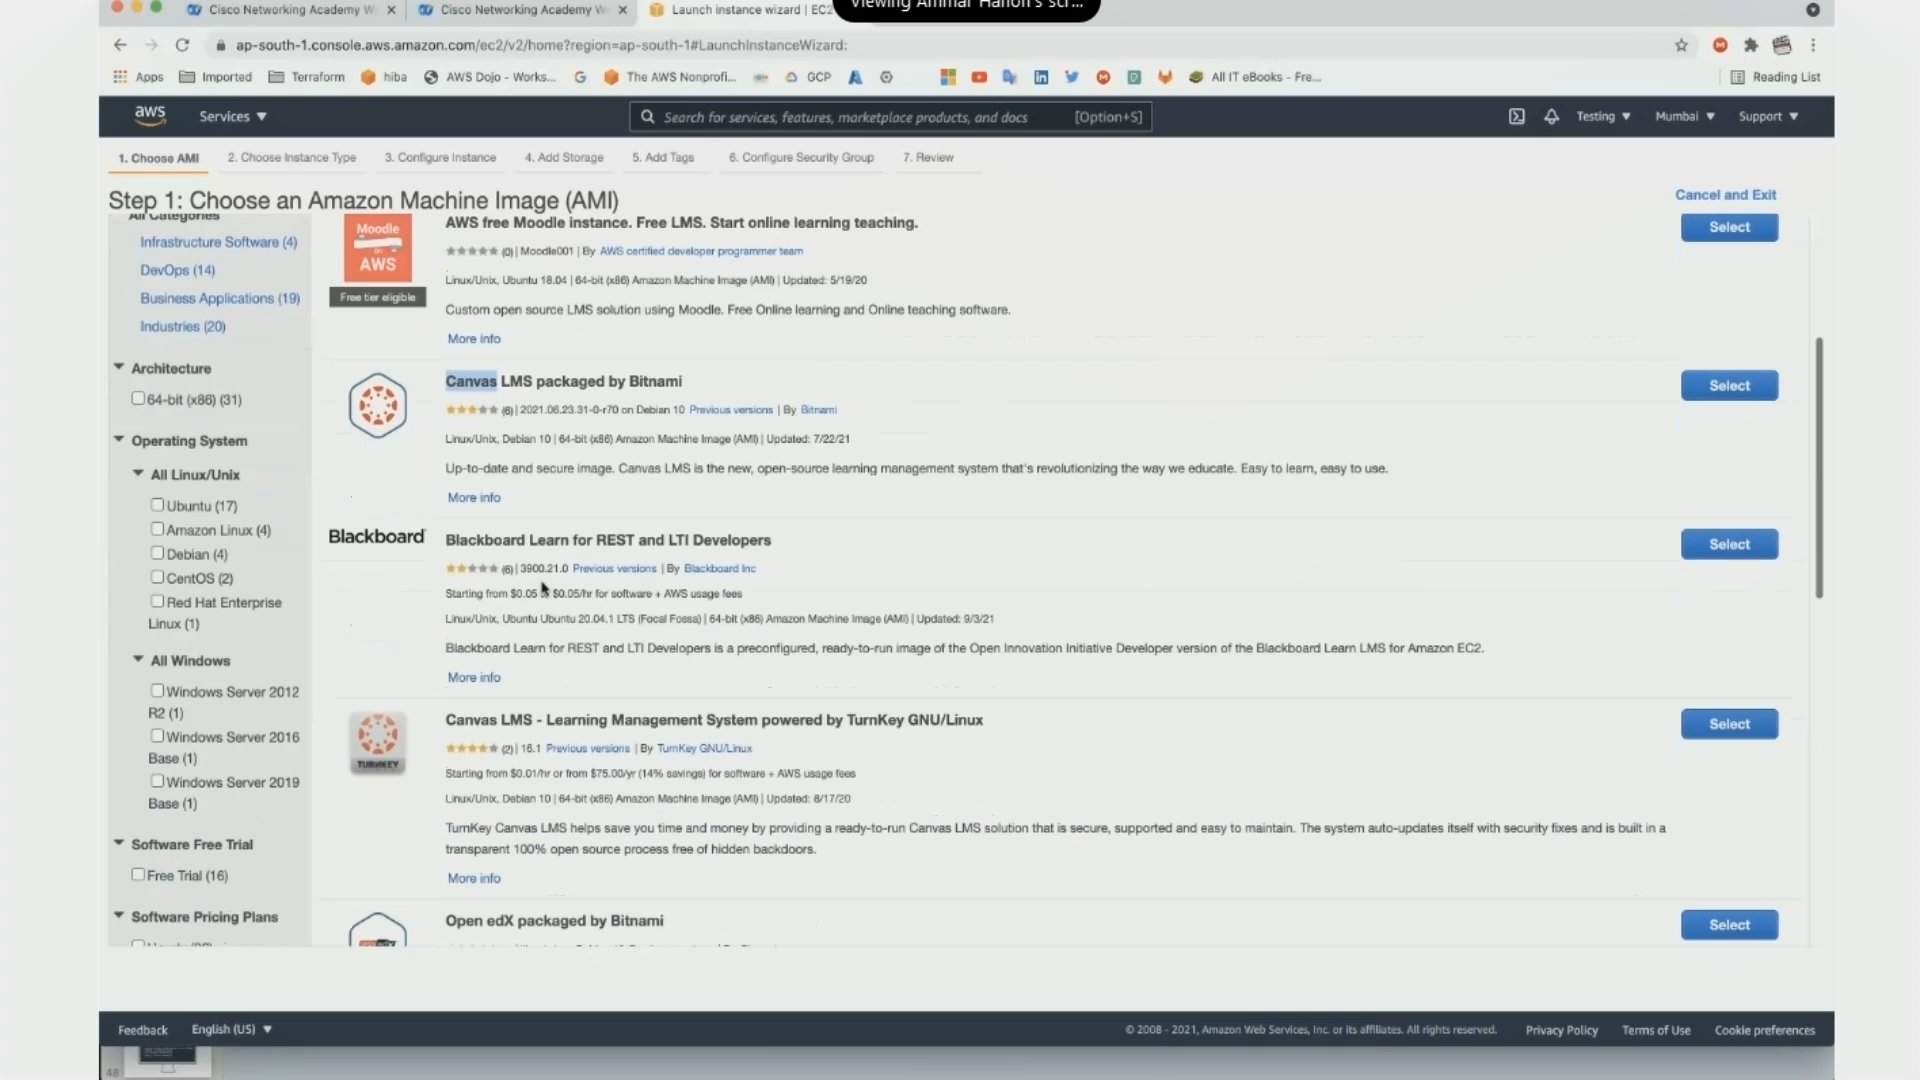 Cisco Networking Academy W
Cisco Networking Academy W
Launch instance wizard | EC2
Viewing Ammar Hanon's scr...
ap-south-1.console.aws.amazon.com/ec2/v2/home?region=ap-south-1#LaunchInstanceWizard:
Apps
Imported
Terraform
hiba
AWS Dojo - Works...
The AWS Nonprofi...
GCP
All IT eBooks - Fre...
Reading List
aws
Services
Search for services, features, marketplace products, and docs
[Option+S]
Testing
Mumbai
Support
1. Choose AMI
2. Choose Instance Type
3. Configure Instance
4. Add Storage
5. Add Tags
6. Configure Security Group
7. Review
Step 1: Choose an Amazon Machine Image (AMI)
Cancel and Exit
All Categories
Infrastructure Software (4)
DevOps (14)
Business Applications (19)
Industries (20)
Architecture
64-bit (x86) (31)
Operating System
All Linux/Unix
Ubuntu (17)
Amazon Linux (4)
Debian (4)
CentOS (2)
Red Hat Enterprise
Linux (1)
All Windows
Windows Server 2012
R2 (1)
Windows Server 2016
Base (1)
Windows Server 2019
Base (1)
Software Free Trial
Free Trial (16)
Software Pricing Plans
Moodle
on
AWS
Free tier eligible
AWS free Moodle instance. Free LMS. Start online learning teaching.
Select
(0) | Moodle001 | By AWS certified developer programmer team
Linux/Unix, Ubuntu 18.04 | 64-bit (x86) Amazon Machine Image (AMI) | Updated: 5/19/20
Custom open source LMS solution using Moodle. Free Online learning and Online teaching software.
More info
Canvas LMS packaged by Bitnami
Select
(6) | 2021.06.23.31-0-r70 on Debian 10 Previous versions | By Bitnami
Linux/Unix, Debian 10 | 64-bit (x86) Amazon Machine Image (AMI) | Updated: 7/22/21
Up-to-date and secure image. Canvas LMS is the new, open-source learning management system that's revolutionizing the way we educate. Easy to learn, easy to use.
More info
Blackboard
Blackboard Learn for REST and LTI Developers
Select
(6) | 3900.21.0 Previous versions | By Blackboard Inc
Starting from $0.05 $0.05/hr for software + AWS usage fees
Linux/Unix, Ubuntu Ubuntu 20.04.1 LTS (Focal Fossa) | 64-bit (x86) Amazon Machine Image (AMI) | Updated: 9/3/21
Blackboard Learn for REST and LTI Developers is a preconfigured, ready-to-run image of the Open Innovation Initiative Developer version of the Blackboard Learn LMS for Amazon EC2.
More info
TURNKEY
Canvas LMS - Learning Management System powered by TurnKey GNU/Linux
Select
(2) | 16.1 Previous versions | By TurnKey GNU/Linux
Starting from $0.01/hr or from $75.00/yr (14% savings) for software + AWS usage fees
Linux/Unix, Debian 10 | 64-bit (x86) Amazon Machine Image (AMI) | Updated: 8/17/20
TurnKey Canvas LMS helps save you time and money by providing a ready-to-run Canvas LMS solution that is secure, supported and easy to maintain. The system auto-updates itself with security fixes and is built in a
transparent 100% open source process free of hidden backdoors.
More info
Open edX packaged by Bitnami
Select
Feedback
English (US)
© 2008 - 2021, Amazon Web Services, Inc. or its affiliates. All rights reserved.
Privacy Policy
Terms of Use
Cookie preferences
48